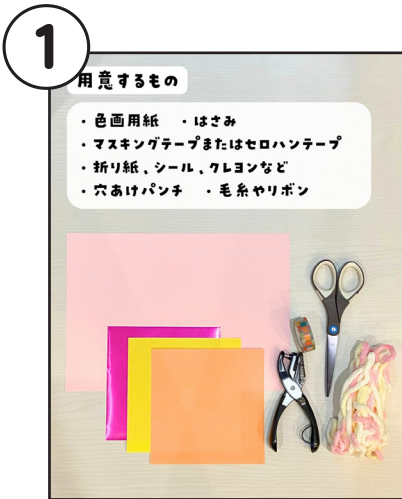 1
用意するもの
・色画用紙　・はさみ
・マスキングテープまたはセロハンテープ
・折り紙、シール、クレヨンなど
・穴あけパンチ　・毛糸やリボン